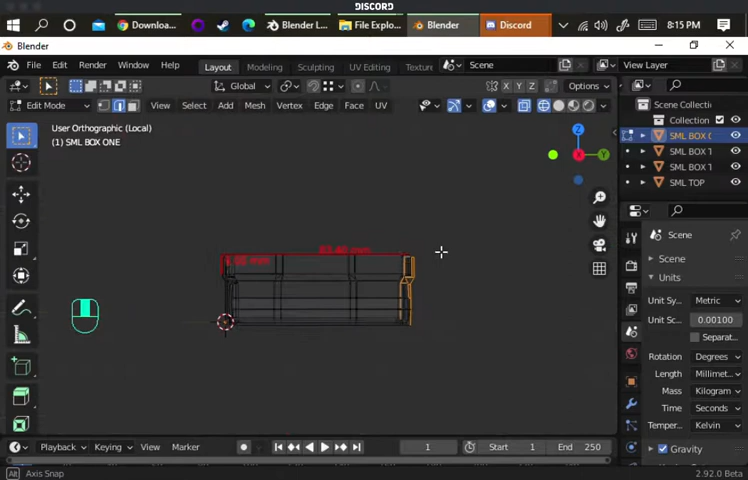 DISCORD
Downloa...
Blender L...
File Explo...
Blender
Discord
8:15 PM
Blender
File
Edit
Render
Window
Help
Layout
Modeling
Sculpting
UV Editing
Texture
Scene
View Layer
Global
X
Y
Z
Options
Scene Collectic
Edit Mode
View
Select
Add
Mesh
Vertex
Edge
Face
UV
Collection
User Orthographic (Local)
(1) SML BOX ONE
SML BOX (
SML BOX T
SML BOX T
SML TOP
Z
Y
Scene
Scene
Units
Unit Sy...
Metric
Unit Sc...
0.00100
Separat..
Rotation
Degrees
Length
Millimet...
Mass
Kilogram
Time
Seconds
Temper..
Kelvin
Gravity
Playback
Keying
View
Marker
1
Start
1
End
250
Alt
Axis Snap
2.92.0 Beta